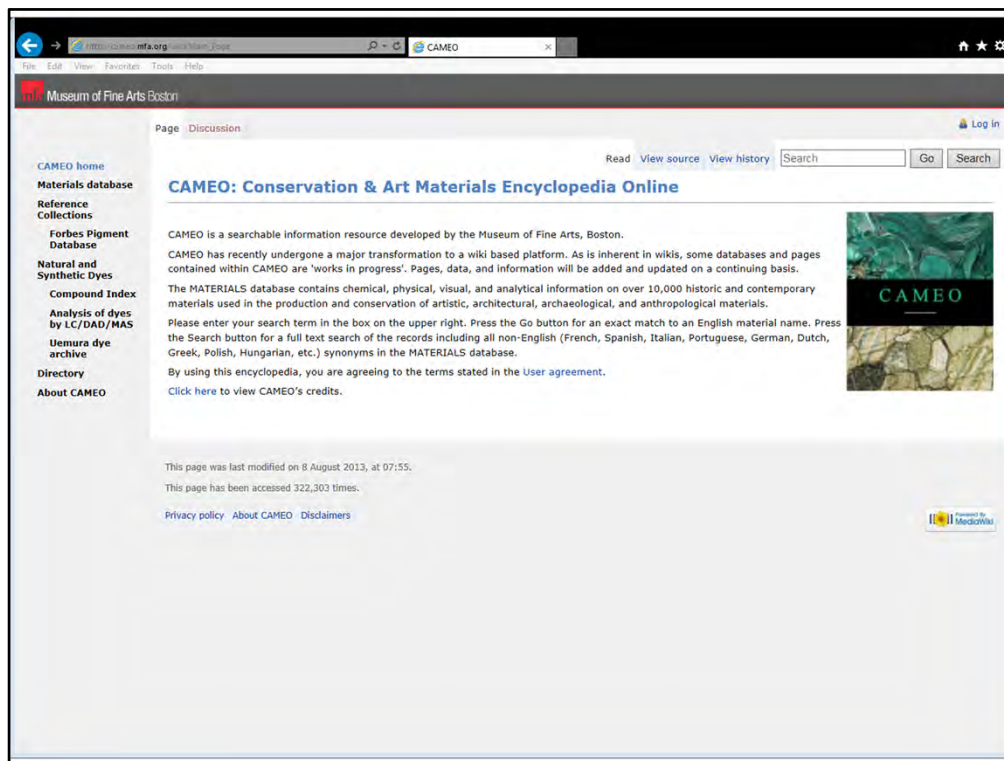 http://cameo.mfa.org/wiki/Main_Page
CAMEO
File Edit View Favorites Tools Help
mfa Museum of Fine Arts Boston
Page Discussion
Log in
Read View source View history Search Go Search
CAMEO home
Materials database
Reference
Collections
Forbes Pigment
Database
Natural and
Synthetic Dyes
Compound Index
Analysis of dyes
by LC/DAD/MAS
Uemura dye
archive
Directory
About CAMEO
CAMEO: Conservation & Art Materials Encyclopedia Online
CAMEO is a searchable information resource developed by the Museum of Fine Arts, Boston.
CAMEO has recently undergone a major transformation to a wiki based platform. As is inherent in wikis, some databases and pages
contained within CAMEO are 'works in progress'. Pages, data, and information will be added and updated on a continuing basis.
The MATERIALS database contains chemical, physical, visual, and analytical information on over 10,000 historic and contemporary
materials used in the production and conservation of artistic, architectural, archaeological, and anthropological materials.
Please enter your search term in the box on the upper right. Press the Go button for an exact match to an English material name. Press
the Search button for a full text search of the records including all non-English (French, Spanish, Italian, Portuguese, German, Dutch,
Greek, Polish, Hungarian, etc.) synonyms in the MATERIALS database.
By using this encyclopedia, you are agreeing to the terms stated in the User agreement.
Click here to view CAMEO's credits.
CAMEO
This page was last modified on 8 August 2013, at 07:55.
This page has been accessed 322,303 times.
Privacy policy About CAMEO Disclaimers
Powered By
MediaWiki